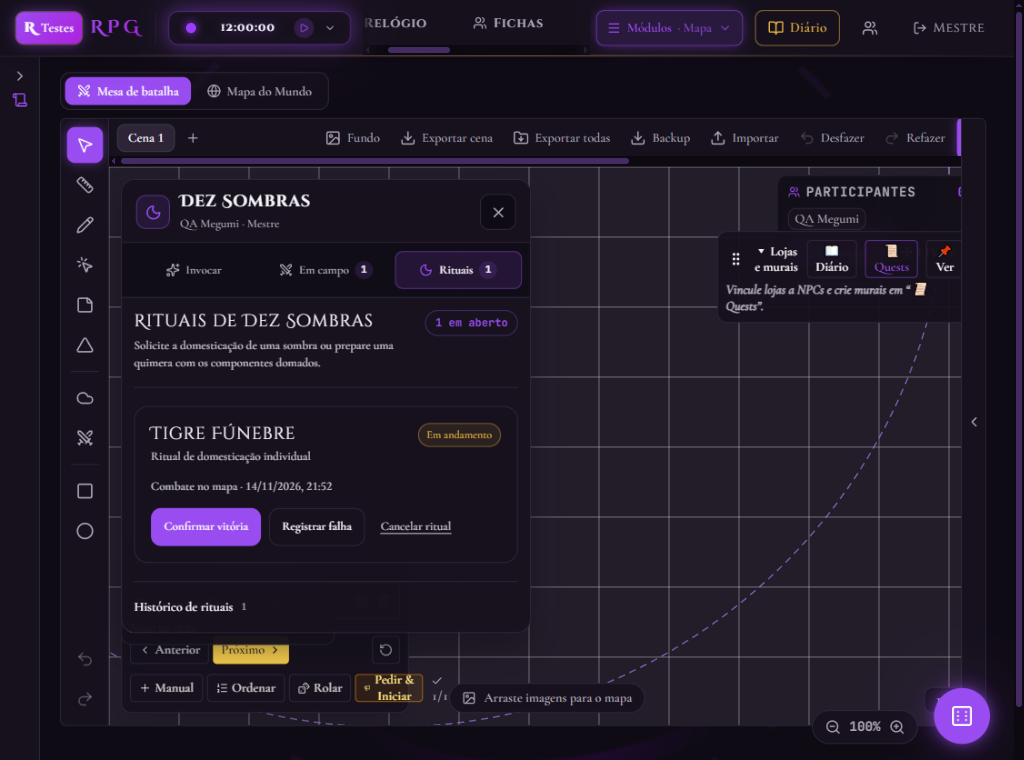 R Testes
RPG
12:00:00
RELÓGIO
FICHAS
Módulos · Mapa
Diário
MESTRE
Mesa de batalha
Mapa do Mundo
Cena 1
+
Fundo
Exportar cena
Exportar todas
Backup
Importar
Desfazer
Refazer
DEZ SOMBRAS
QA Megumi · Mestre
Invocar
Em campo 1
Rituais 1
RITUAIS DE DEZ SOMBRAS
1 em aberto
Solicite a domesticação de uma sombra ou prepare uma
quimera com os componentes domados.
TIGRE FÚNEBRE
Em andamento
Ritual de domesticação individual
Combate no mapa · 14/11/2026, 21:52
Confirmar vitória
Registrar falha
Cancelar ritual
Histórico de rituais 1
PARTICIPANTES
QA Megumi
Lojas
e murais
Diário
Quests
Ver
Vincule lojas a NPCs e crie murais em “📜
Quests”.
Anterior
Próximo
+ Manual
Ordenar
Rolar
Pedir &
Iniciar
1/1
Arraste imagens para o mapa
100%